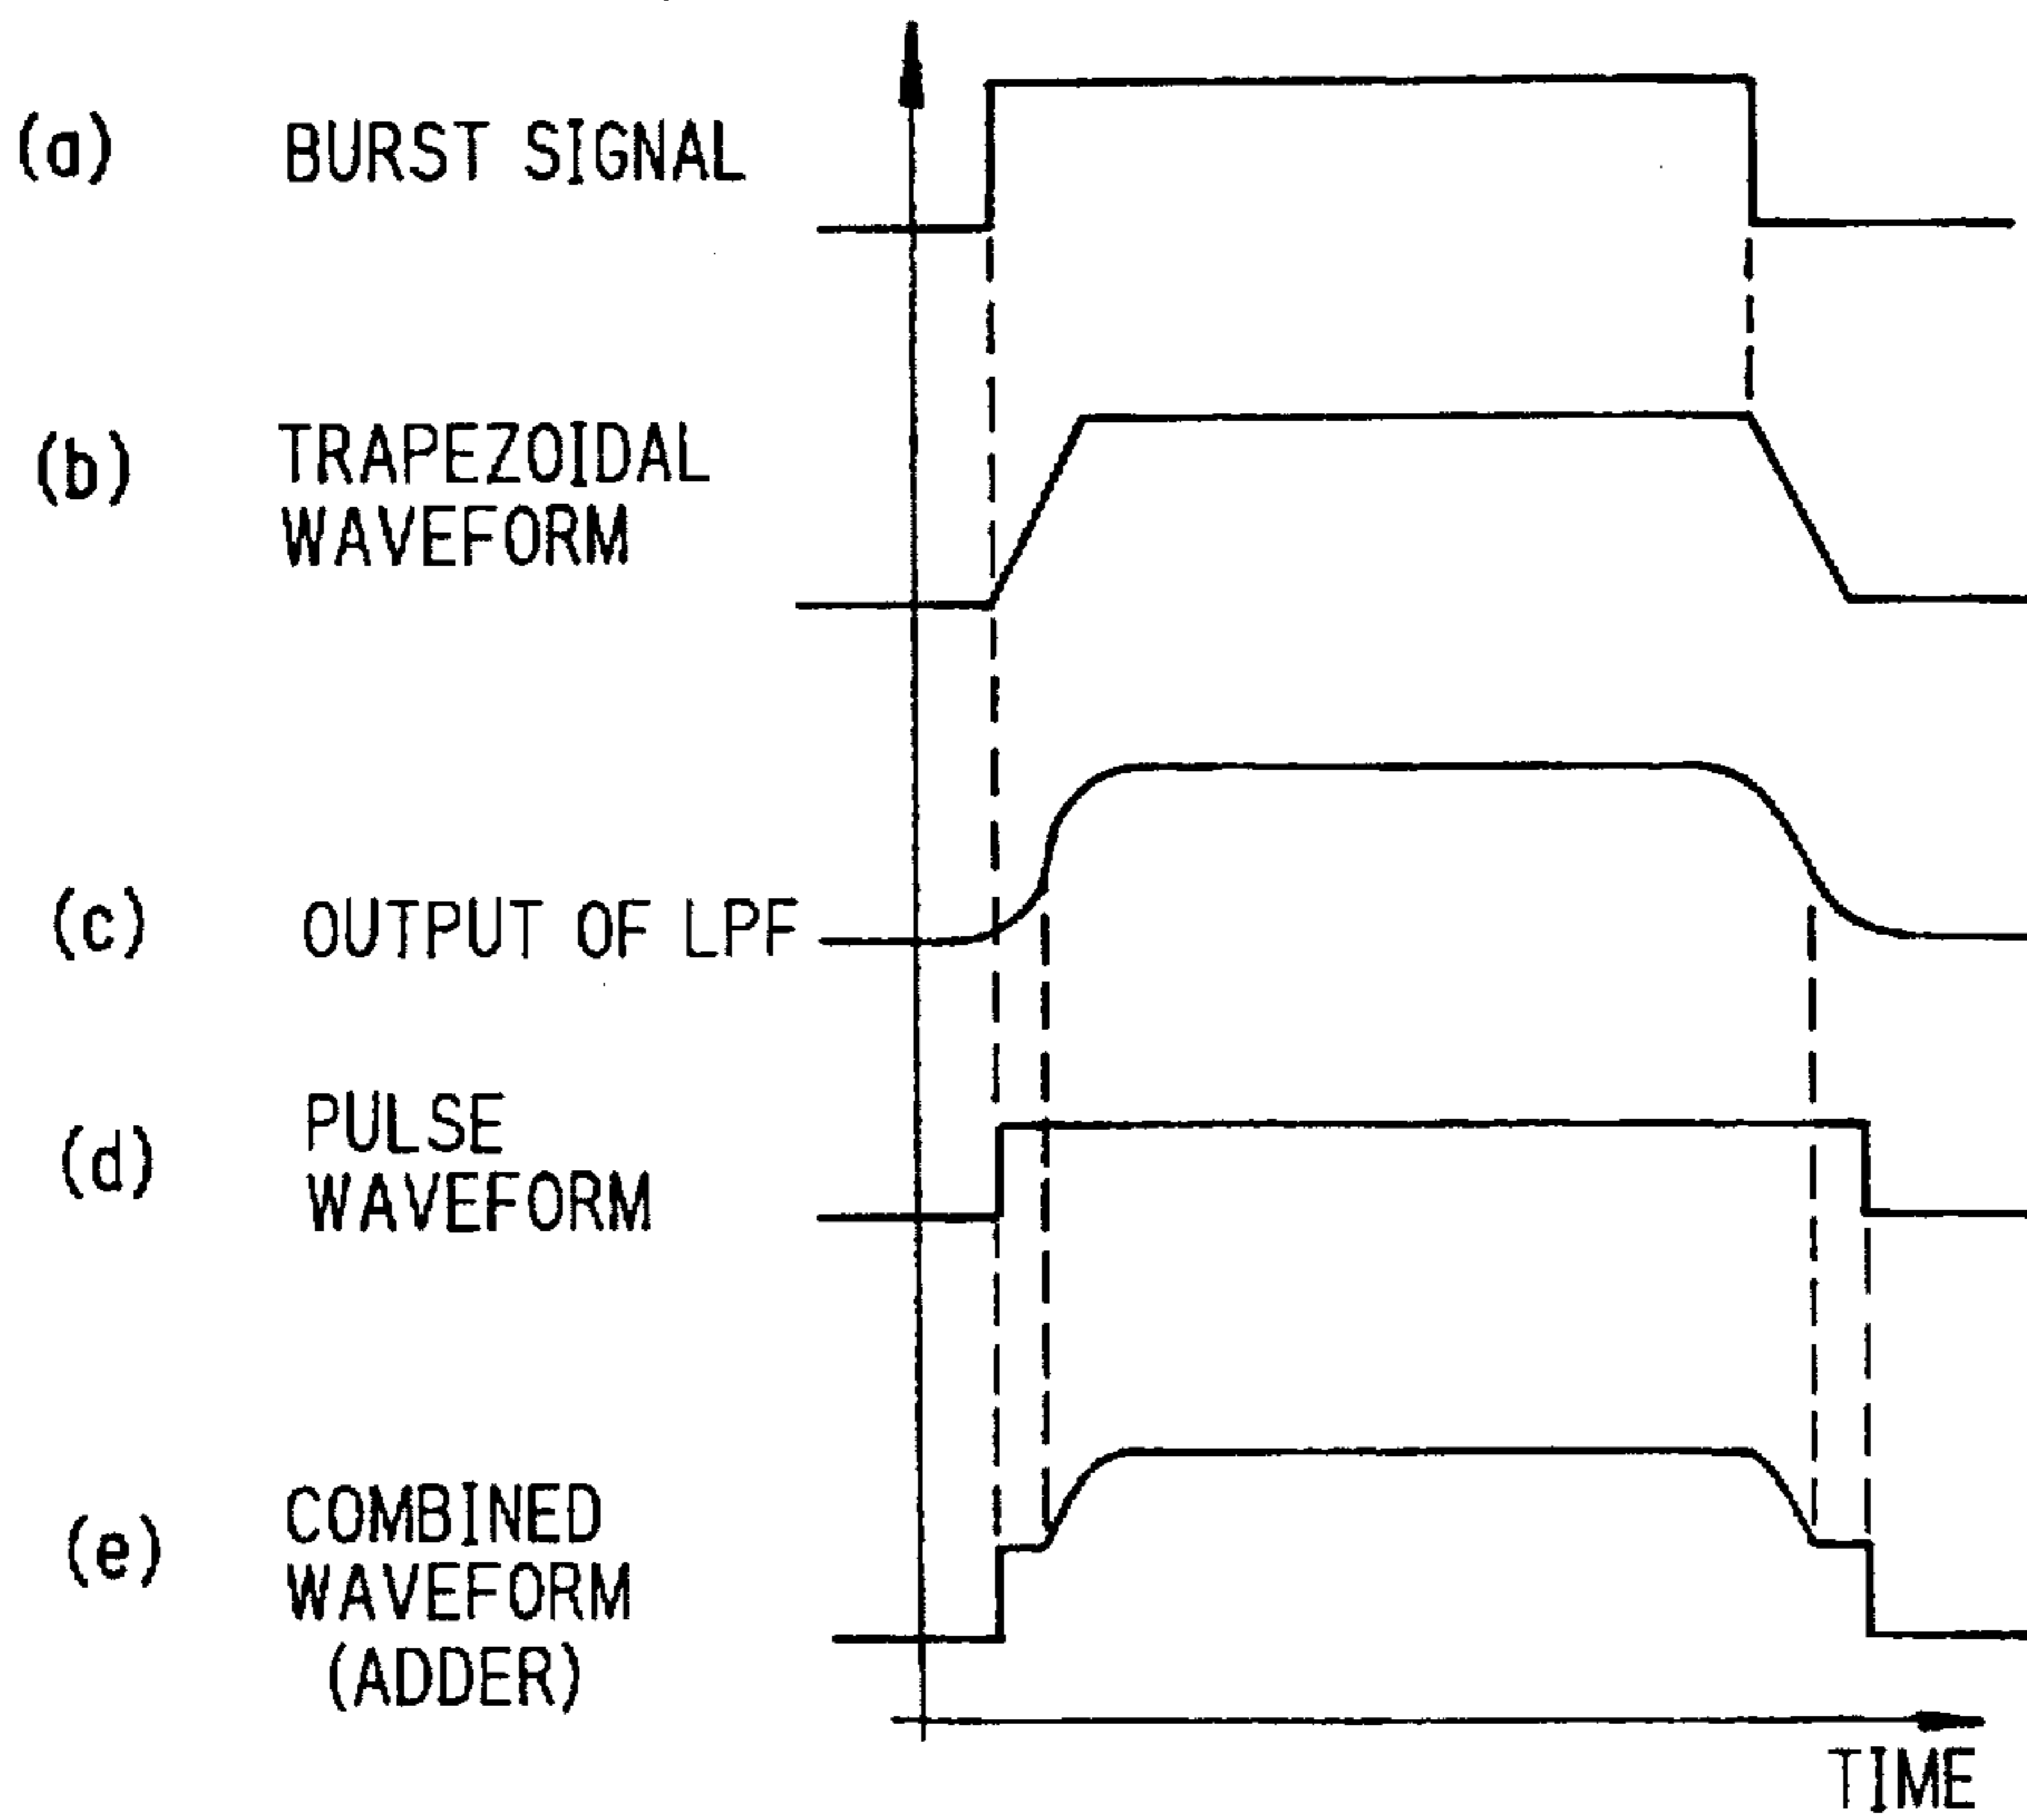 (a) BURST SIGNAL
(b) TRAPEZOIDAL
WAVEFORM
(c) OUTPUT OF LPF
(d) PULSE
WAVEFORM
(e) COMBINED
WAVEFORM
(ADDER)
TIME